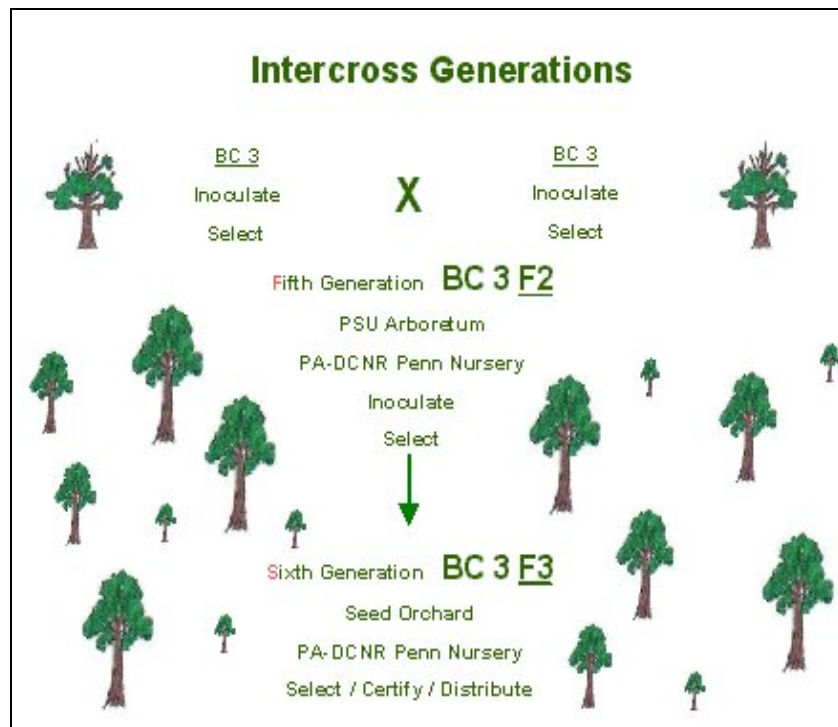 Intercross Generations
BC 3 BC 3
Inoculate X Inoculate
Select Select
Fifth Generation BC 3 F2
PSU Arboretum
PA-DCNR Penn Nursery
Inoculate
Select
Sixth Generation BC 3 F3
Seed Orchard
PA-DCNR Penn Nursery
Select / Certify / Distribute